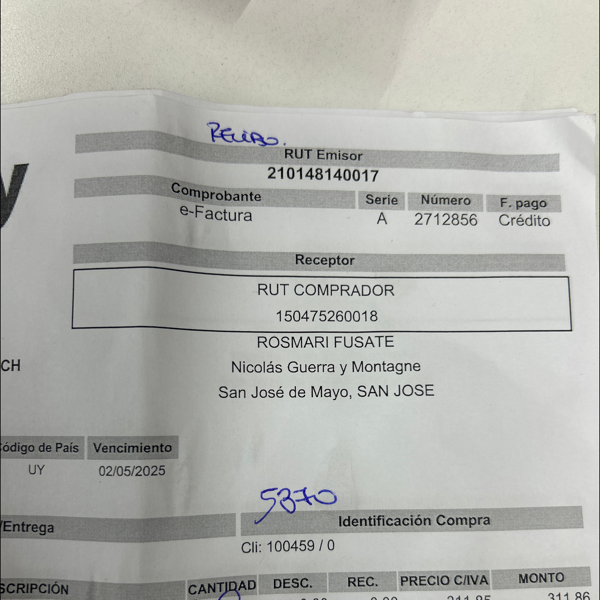 RECIBO.
RUT Emisor
210148140017
Comprobante Serie Número F. pago
e-Factura A 2712856 Crédito
Receptor
RUT COMPRADOR
150475260018
ROSMARI FUSATE
CH Nicolás Guerra y Montagne
San José de Mayo, SAN JOSE
ódigo de País Vencimiento
UY 02/05/2025
5370
/Entrega Identificación Compra
Cli: 100459 / 0
SCRIPCIÓN CANTIDAD DESC. REC. PRECIO C/IVA MONTO
311.86